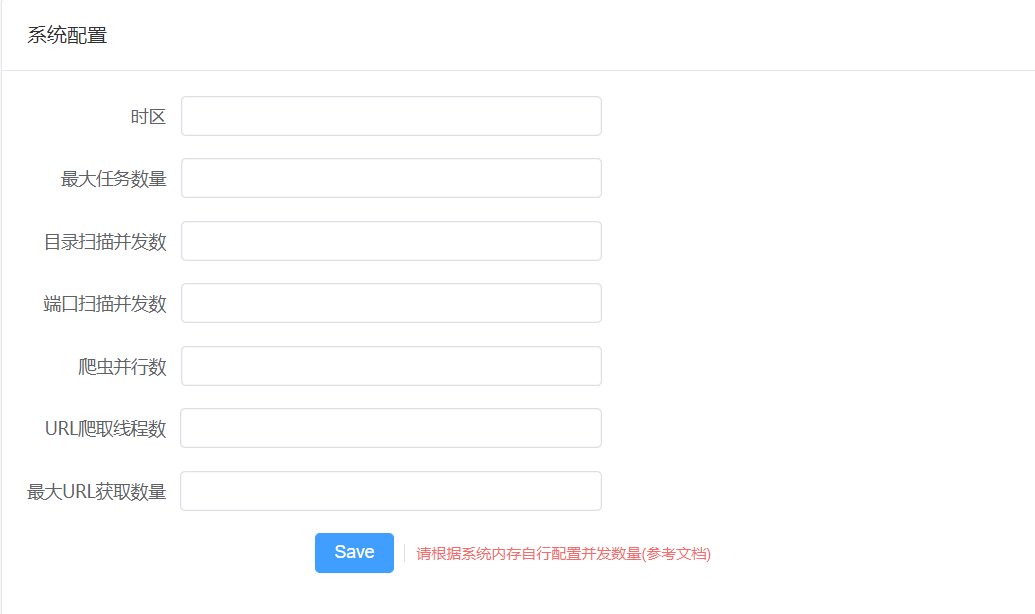 系统配置
时区
最大任务数量
目录扫描并发数
端口扫描并发数
爬虫并行数
URL爬取线程数
最大URL获取数量
Save
请根据系统内存自行配置并发数量(参考文档)